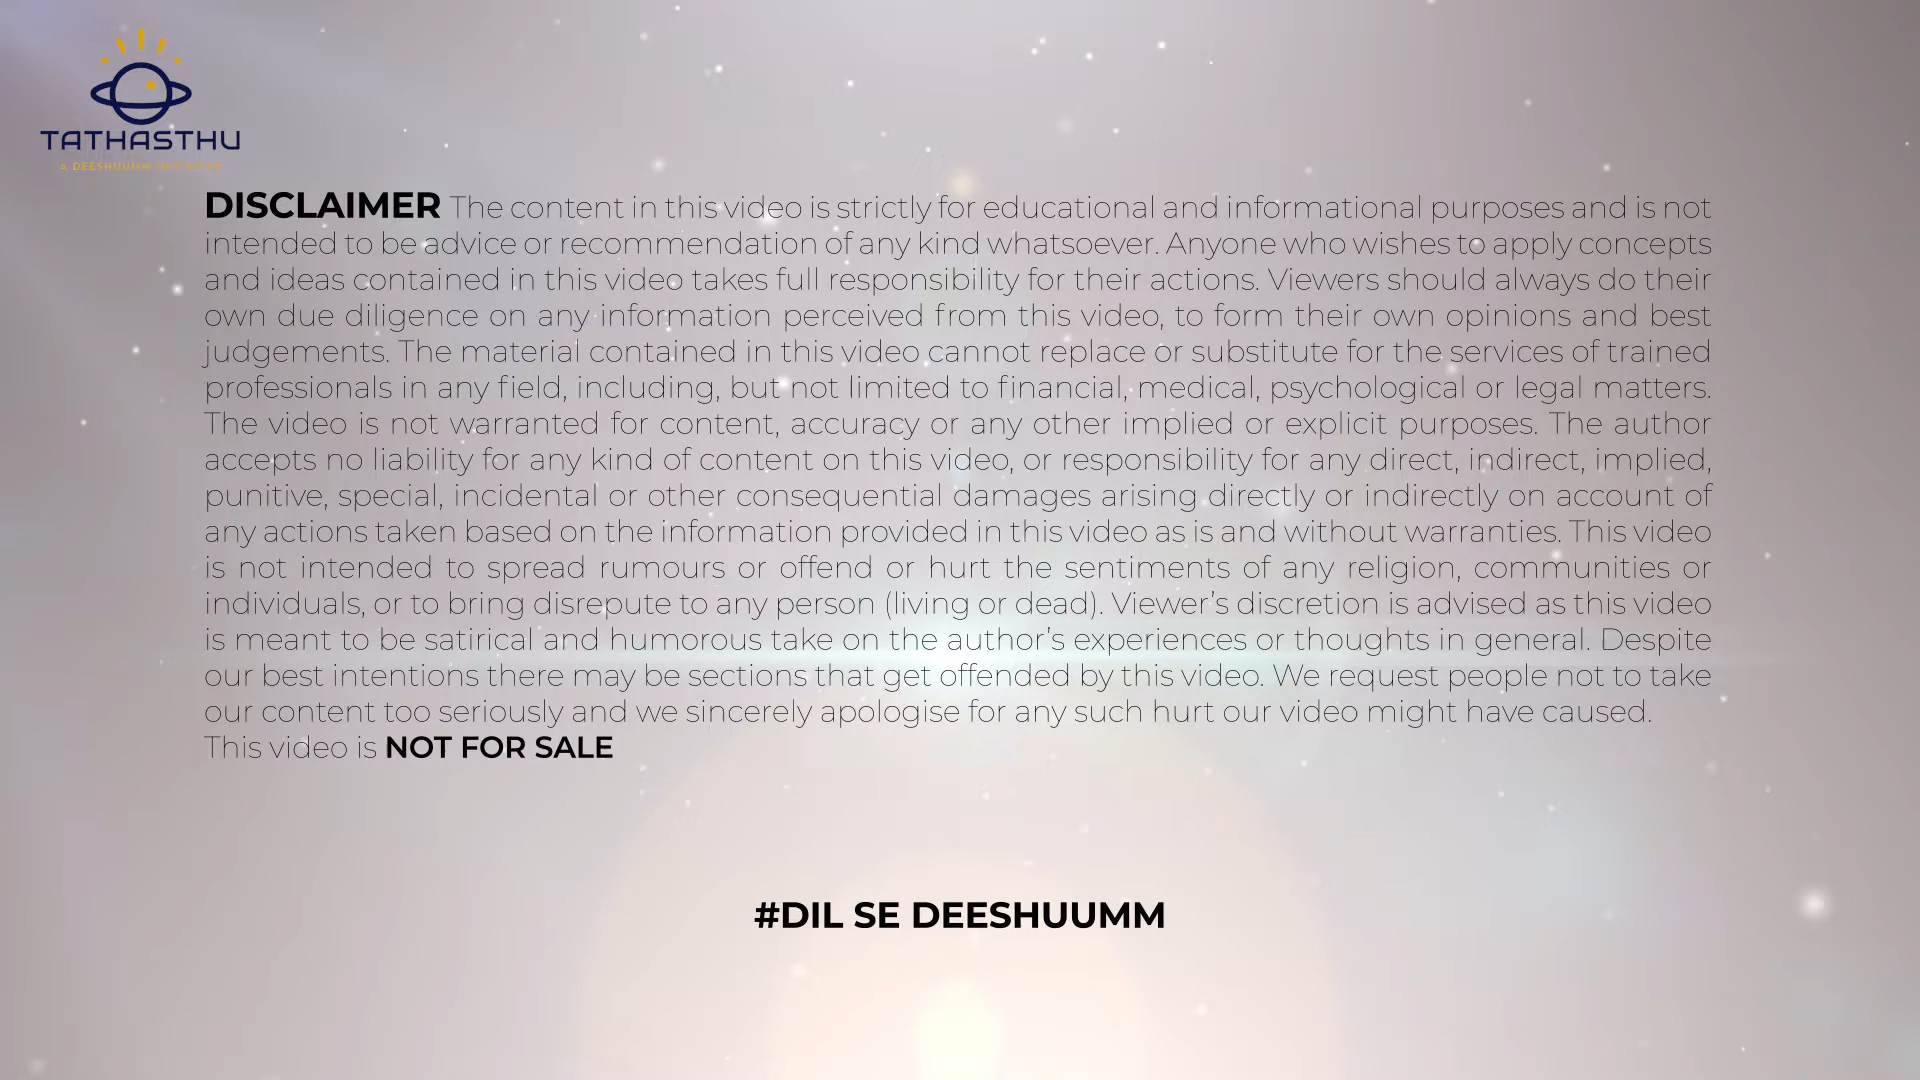 TATHASTHU
A DEESHUUMM
DISCLAIMER The content in this video is strictly for educational and informational purposes and is not
intended to be advice or recommendation of any kind whatsoever. Anyone who wishes to apply concepts
and ideas contained in this video takes full responsibility for their actions. Viewers should always do their
own due diligence on any information perceived from this video, to form their own opinions and best
judgements. The material contained in this video cannot replace or substitute for the services of trained
professionals in any field, including, but not limited to financial, medical, psychological or legal matters.
The video is not warranted for content, accuracy or any other implied or explicit purposes. The author
accepts no liability for any kind of content on this video, or responsibility for any direct, indirect, implied,
punitive, special, incidental or other consequential damages arising directly or indirectly on account of
any actions taken based on the information provided in this video as is and without warranties. This video
is not intended to spread rumours or offend or hurt the sentiments of any religion, communities or
individuals, or to bring disrepute to any person (living or dead). Viewer’s discretion is advised as this video
is meant to be satirical and humorous take on the author’s experiences or thoughts in general. Despite
our best intentions there may be sections that get offended by this video. We request people not to take
our content too seriously and we sincerely apologise for any such hurt our video might have caused.
This video is NOT FOR SALE
#DIL SE DEESHUUMM